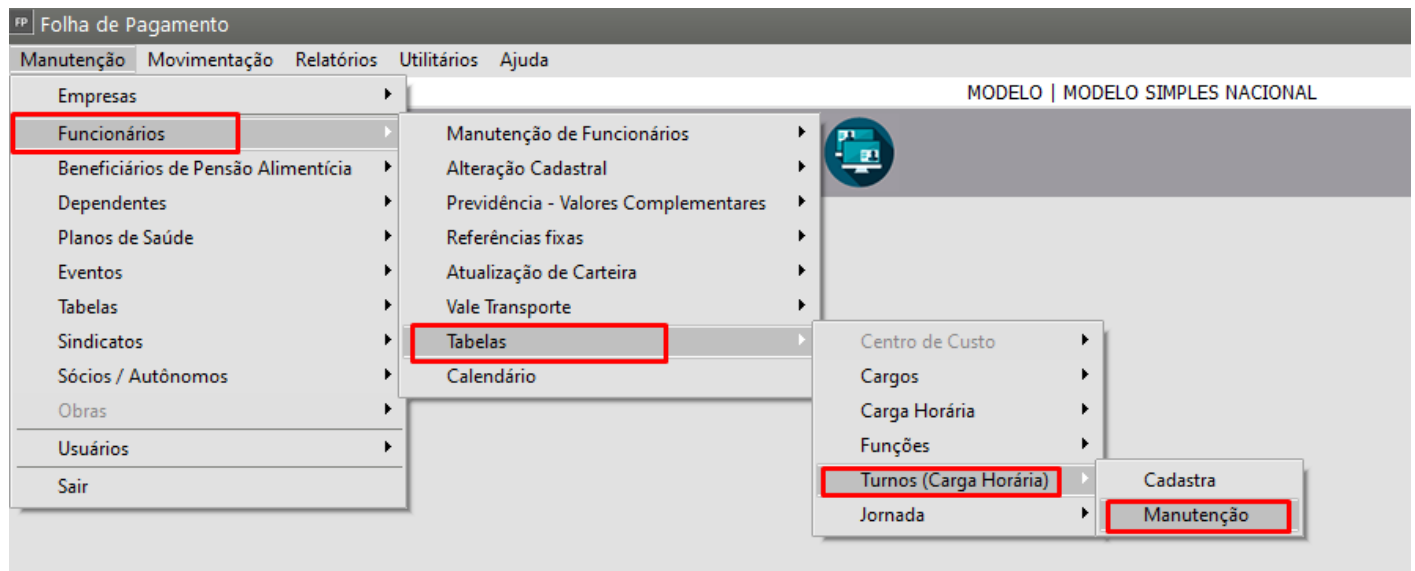 FP Folha de Pagamento
Manutenção Movimentação Relatórios Utilitários Ajuda
MODELO | MODELO SIMPLES NACIONAL
Empresas
Funcionários
Beneficiários de Pensão Alimentícia
Dependentes
Planos de Saúde
Eventos
Tabelas
Sindicatos
Sócios / Autônomos
Obras
Usuários
Sair
Manutenção de Funcionários
Alteração Cadastral
Previdência - Valores Complementares
Referências fixas
Atualização de Carteira
Vale Transporte
Tabelas
Calendário
Centro de Custo
Cargos
Carga Horária
Funções
Turnos (Carga Horária)
Jornada
Cadastra
Manutenção